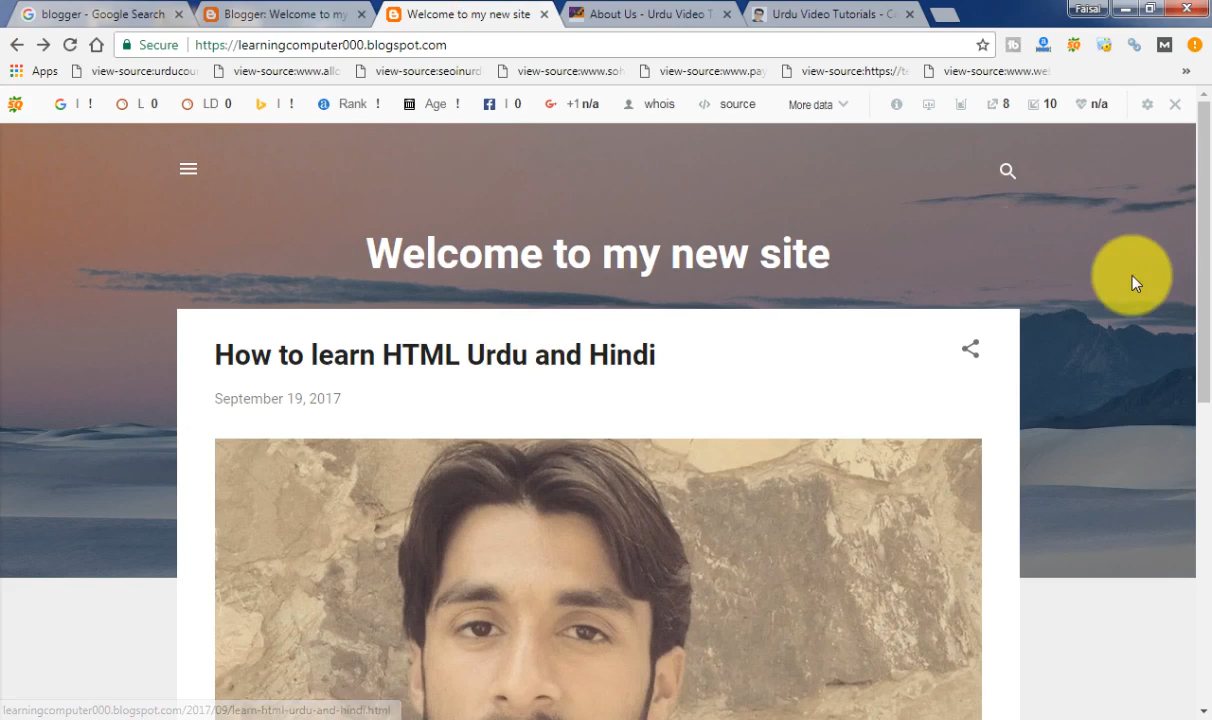 blogger - Google Search
Blogger: Welcome to my
Welcome to my new site
About Us - Urdu Video T
Urdu Video Tutorials - C
Faisal
Secure
https://learningcomputer000.blogspot.com
Apps
view-source:urducou
view-source:www.allc
view-source:seoinurd
view-source:www.soh
view-source:www.pay
view-source:https://te
view-source:www.we
»
I !
L 0
LD 0
I !
Rank !
Age !
I 0
+1 n/a
whois
source
More data
8
10
n/a
Welcome to my new site
How to learn HTML Urdu and Hindi
September 19, 2017
learningcomputer000.blogspot.com/2017/09/learn-html-urdu-and-hindi.html